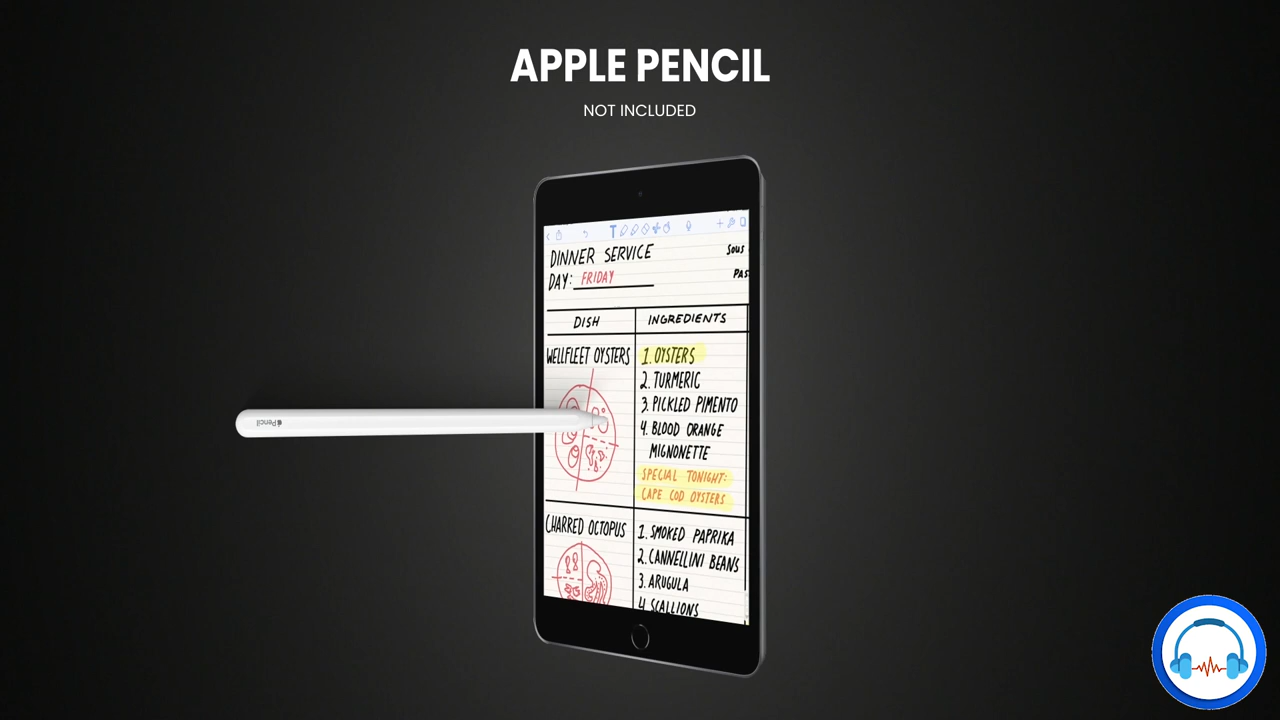 APPLE PENCIL
NOT INCLUDED
DINNER SERVICE
DAY: FRIDAY
SOUS
PAS
DISH
INGREDIENTS
WELLFLEET OYSTERS
1. OYSTERS
2. TURMERIC
3. PICKLED PIMENTO
4. BLOOD ORANGE
MIGNONETTE
SPECIAL TONIGHT:
CAPE COD OYSTERS
Pencil
CHARRED OCTOPUS
1. SMOKED PAPRIKA
2. CANNELLINI BEANS
3. ARUGULA
4 SCALLIONS